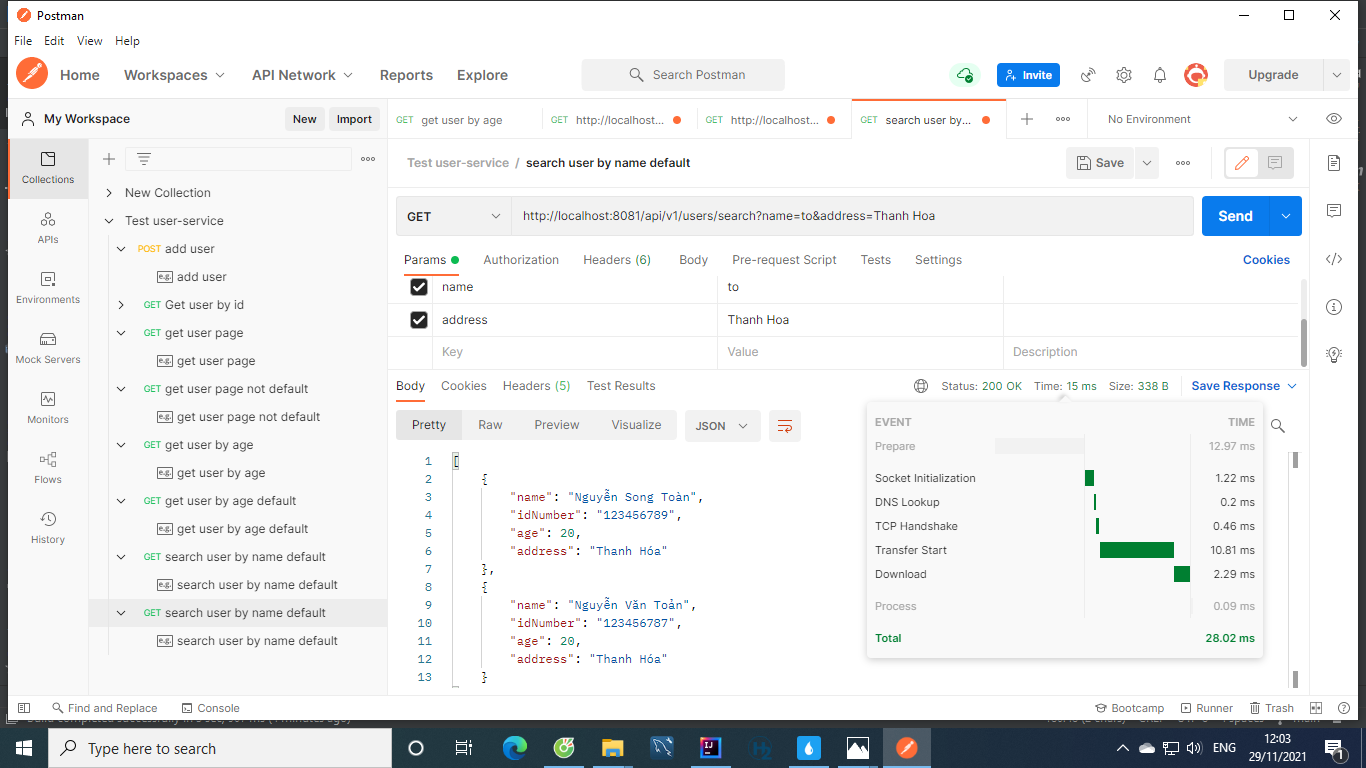 Postman
File Edit View Help
Home Workspaces API Network Reports Explore Search Postman Invite Upgrade
My Workspace New Import
GET get user by age GET http://localhost... GET http://localhost... GET search user by... No Environment
Collections
APIs
Environments
Mock Servers
Monitors
Flows
History
New Collection
Test user-service
POST add user
e.g. add user
GET Get user by id
GET get user page
e.g. get user page
GET get user page not default
e.g. get user page not default
GET get user by age
e.g. get user by age
GET get user by age default
e.g. get user by age default
GET search user by name default
e.g. search user by name default
GET search user by name default
e.g. search user by name default
Test user-service / search user by name default Save
GET http://localhost:8081/api/v1/users/search?name=to&address=Thanh Hoa Send
Params Authorization Headers (6) Body Pre-request Script Tests Settings Cookies
name to
address Thanh Hoa
Key Value Description
Body Cookies Headers (5) Test Results Status: 200 OK Time: 15 ms Size: 338 B Save Response
Pretty Raw Preview Visualize JSON
1 [
2 {
3 "name": "Nguyễn Song Toàn",
4 "idNumber": "123456789",
5 "age": 20,
6 "address": "Thanh Hóa"
7 },
8 {
9 "name": "Nguyễn Văn Toản",
10 "idNumber": "123456787",
11 "age": 20,
12 "address": "Thanh Hóa"
13 }
EVENT TIME
Prepare 12.97 ms
Socket Initialization 1.22 ms
DNS Lookup 0.2 ms
TCP Handshake 0.46 ms
Transfer Start 10.81 ms
Download 2.29 ms
Process 0.09 ms
Total 28.02 ms
Find and Replace Console Bootcamp Runner Trash
Type here to search ENG 12:03
29/11/2021 1